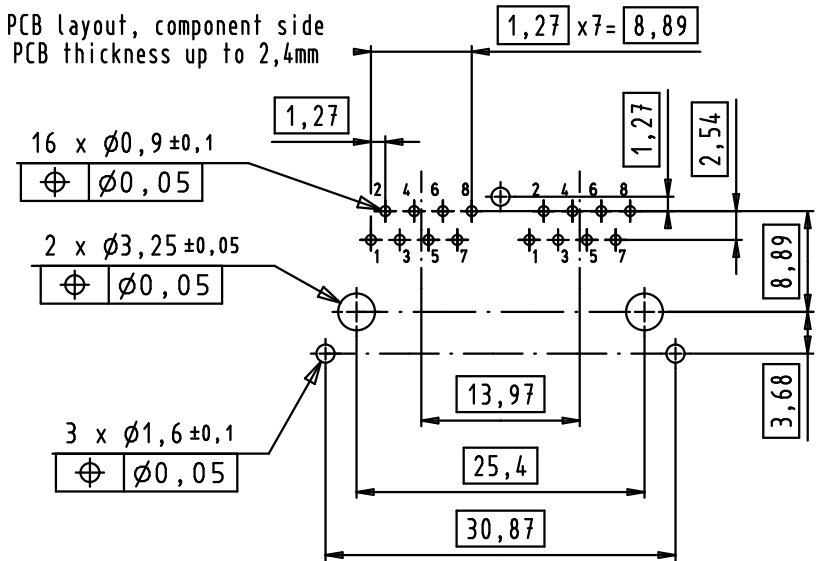 PCB layout, component side
PCB thickness up to 2,4mm
1,27 x7= 8,89
1,27
1,27
2,54
16 x Ø0,9 ±0,1
⌖ Ø0,05
2 4 6 8 2 4 6 8
1 3 5 7 1 3 5 7
2 x Ø3,25 ±0,05
⌖ Ø0,05
8,89
3,68
13,97
3 x Ø1,6 ±0,1
⌖ Ø0,05
25,4
30,87